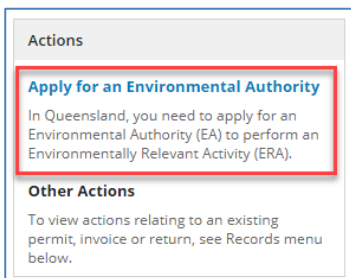 Actions
Apply for an Environmental Authority
In Queensland, you need to apply for an
Environmental Authority (EA) to perform an
Environmentally Relevant Activity (ERA).
Other Actions
To view actions relating to an existing
permit, invoice or return, see Records menu
below.